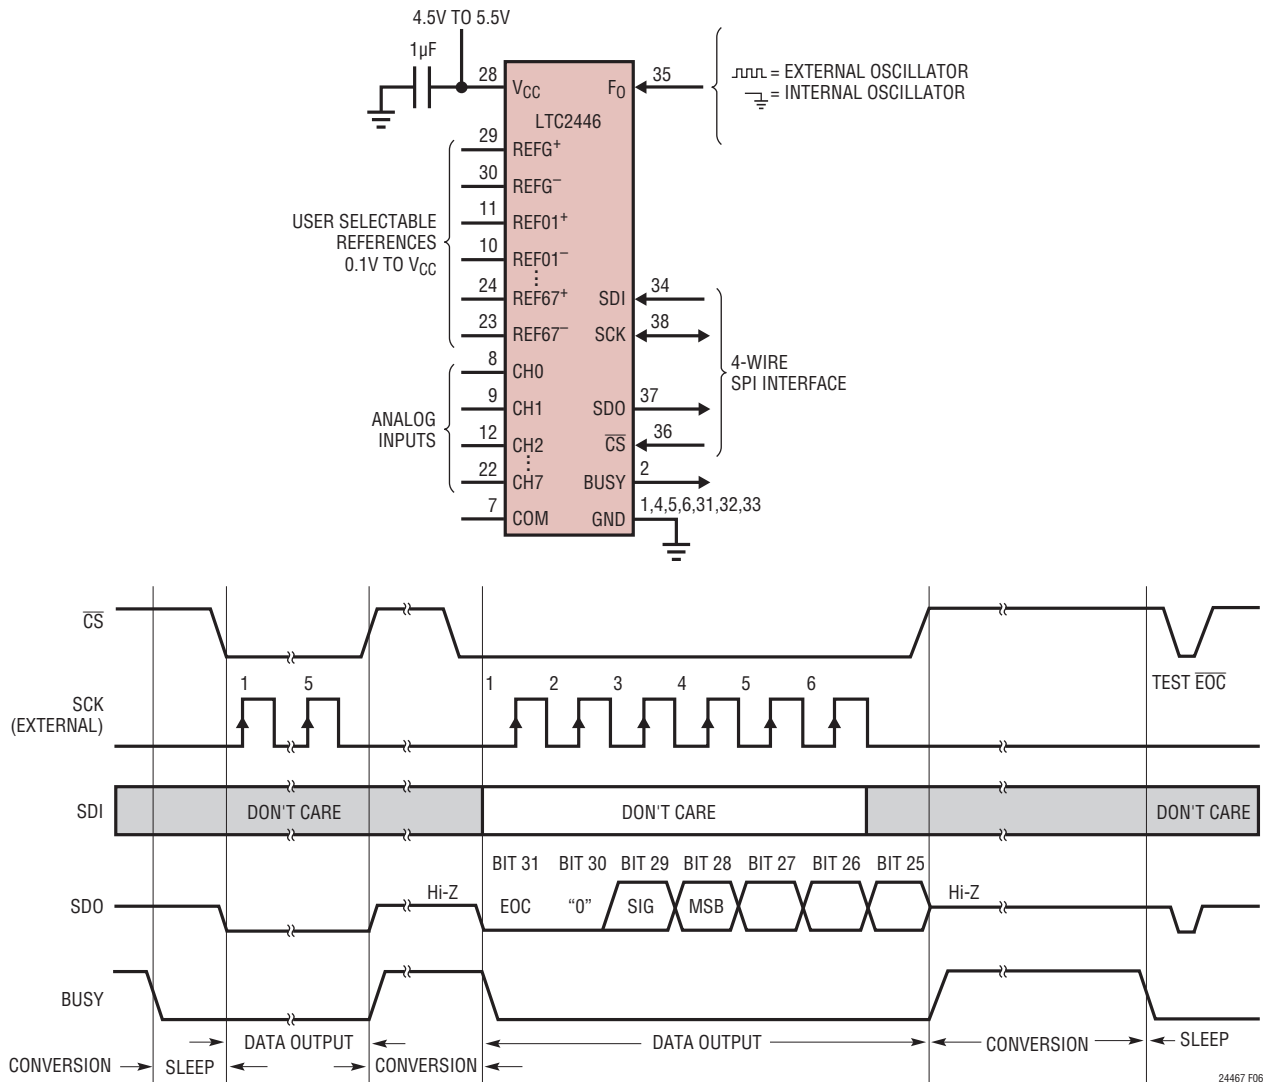 4.5V TO 5.5V
1µF
28
VCC
FO
35
= EXTERNAL OSCILLATOR
= INTERNAL OSCILLATOR
LTC2446
29
REFG+
30
REFG–
11
REF01+
10
REF01–
24
REF67+
23
REF67–
USER SELECTABLE
REFERENCES
0.1V TO VCC
SDI
34
SCK
38
4-WIRE
SPI INTERFACE
8
CH0
9
CH1
SDO
37
12
CH2
CS
36
22
CH7
BUSY
2
ANALOG
INPUTS
7
COM
GND
1,4,5,6,31,32,33
CS
TEST EOC
SCK
(EXTERNAL)
1
5
1
2
3
4
5
6
SDI
DON'T CARE
DON'T CARE
DON'T CARE
BIT 31
BIT 30
BIT 29
BIT 28
BIT 27
BIT 26
BIT 25
SDO
Hi-Z
EOC
“0”
SIG
MSB
Hi-Z
BUSY
CONVERSION
SLEEP
DATA OUTPUT
CONVERSION
DATA OUTPUT
CONVERSION
SLEEP
24467 F06